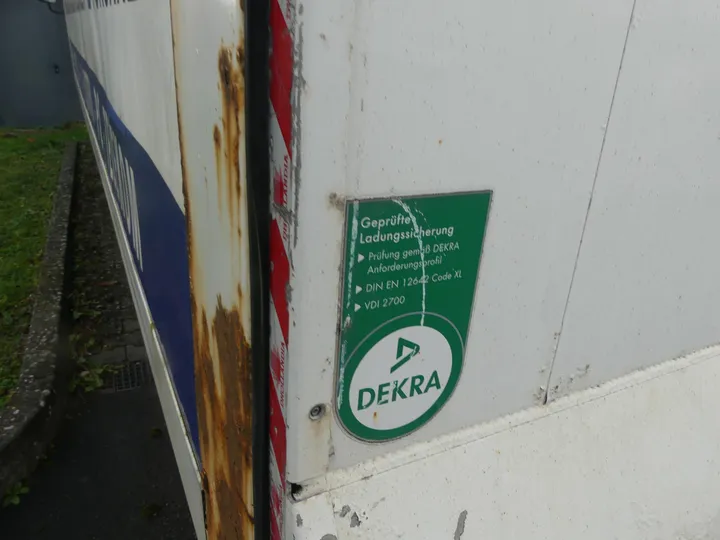 Geprüfte
Ladungssicherung
▶ Prüfung gemäß DEKRA
Anforderungsprofil
▶ DIN EN 12642 Code XL
▶ VDI 2700
DEKRA